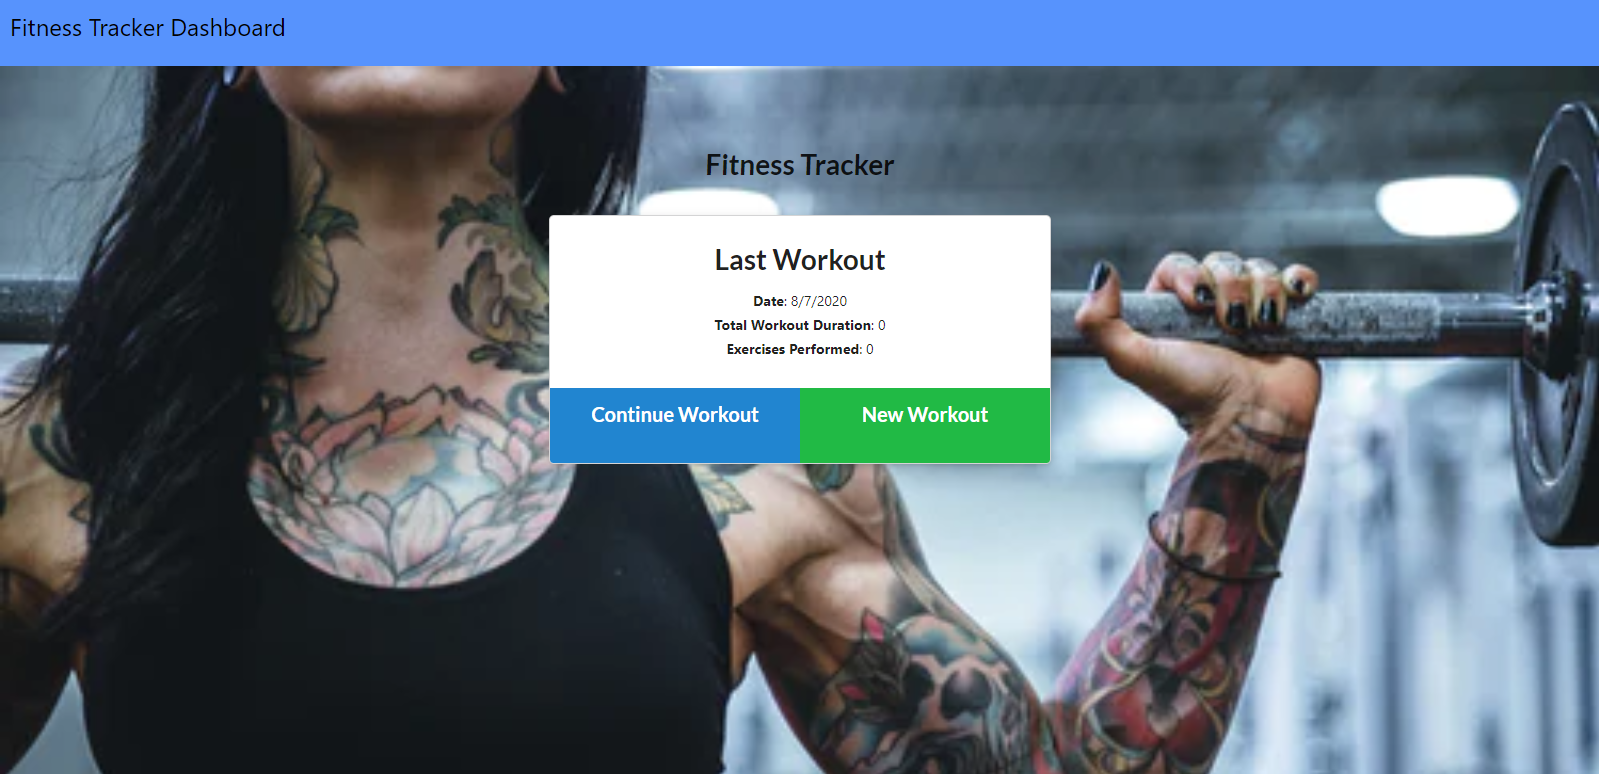 Fitness Tracker Dashboard
Fitness Tracker
Last Workout
Date: 8/7/2020
Total Workout Duration: 0
Exercises Performed: 0
Continue Workout
New Workout